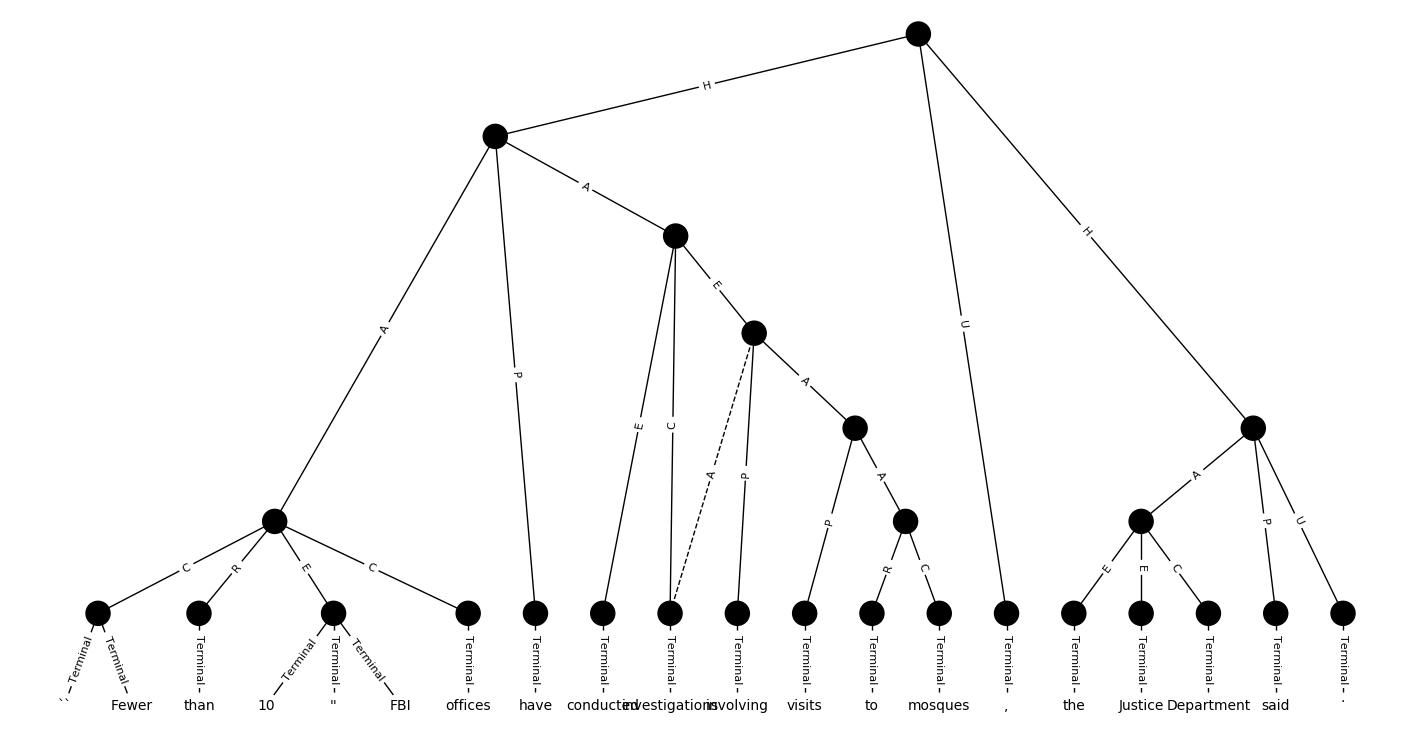 H
A
H
A
E
U
A
P
A
E
C
A
P
A
A
P
U
P
C
R
E
C
R
C
E
E
C
Terminal Terminal Terminal Terminal Terminal Terminal Terminal Terminal Terminal Terminal Terminal Terminal Terminal Terminal Terminal Terminal Terminal Terminal Terminal Terminal
`` Fewer than 10 " FBI offices have conducted investigations involving visits to mosques , the Justice Department said .